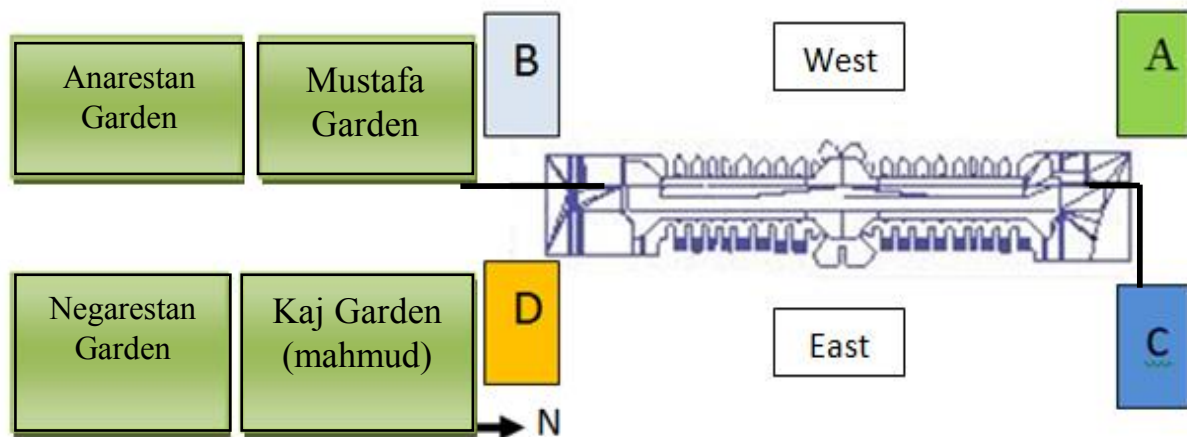 Anarestan
Garden
Mustafa
Garden
B
West
A
Negarestan
Garden
Kaj Garden
(mahmud)
D
East
C
N